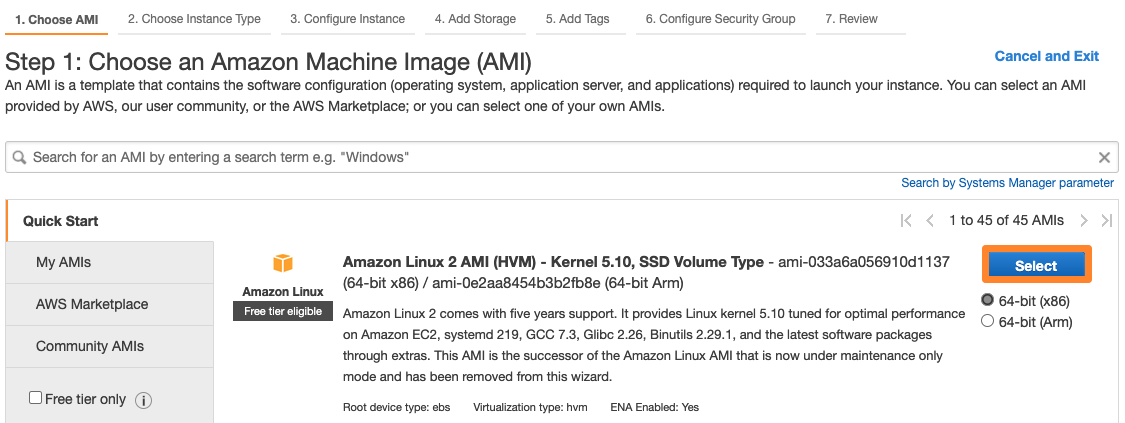 1. Choose AMI 2. Choose Instance Type 3. Configure Instance 4. Add Storage 5. Add Tags 6. Configure Security Group 7. Review
Step 1: Choose an Amazon Machine Image (AMI)
Cancel and Exit
An AMI is a template that contains the software configuration (operating system, application server, and applications) required to launch your instance. You can select an AMI
provided by AWS, our user community, or the AWS Marketplace; or you can select one of your own AMIs.
Search for an AMI by entering a search term e.g. "Windows"
Search by Systems Manager parameter
Quick Start
1 to 45 of 45 AMIs
My AMIs
AWS Marketplace
Community AMIs
Free tier only
Amazon Linux
Free tier eligible
Amazon Linux 2 AMI (HVM) - Kernel 5.10, SSD Volume Type - ami-033a6a056910d1137
(64-bit x86) / ami-0e2aa8454b3b2fb8e (64-bit Arm)
Amazon Linux 2 comes with five years support. It provides Linux kernel 5.10 tuned for optimal performance
on Amazon EC2, systemd 219, GCC 7.3, Glibc 2.26, Binutils 2.29.1, and the latest software packages
through extras. This AMI is the successor of the Amazon Linux AMI that is now under maintenance only
mode and has been removed from this wizard.
Root device type: ebs Virtualization type: hvm ENA Enabled: Yes
Select
64-bit (x86)
64-bit (Arm)